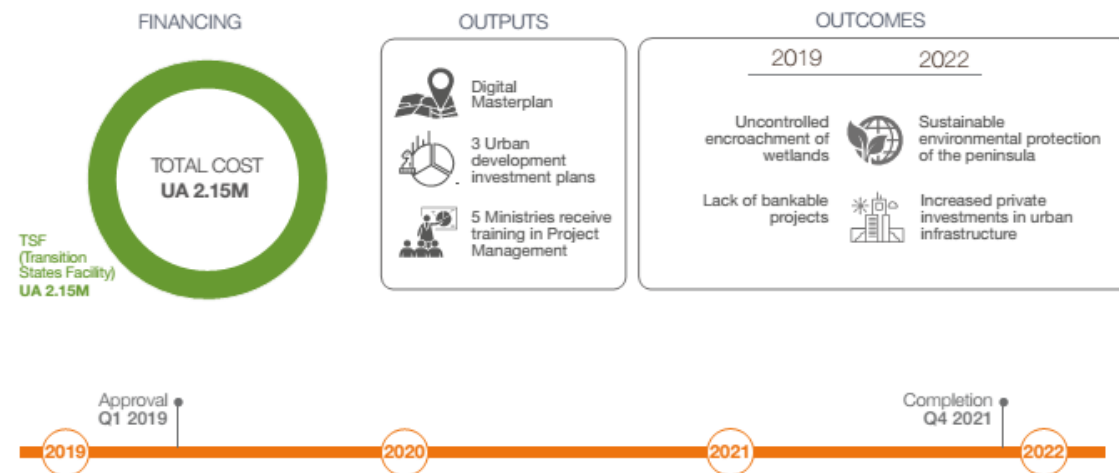 FINANCING
TOTAL COST
UA 2.15M
TSF
(Transition
States Facility)
UA 2.15M
OUTPUTS
Digital
Masterplan
3 Urban
development
investment plans
5 Ministries receive
training in Project
Management
OUTCOMES
2019
2022
Uncontrolled
encroachment of
wetlands
Sustainable
environmental protection
of the peninsula
Lack of bankable
projects
Increased private
investments in urban
infrastructure
Approval
Q1 2019
Completion
Q4 2021
2019
2020
2021
2022